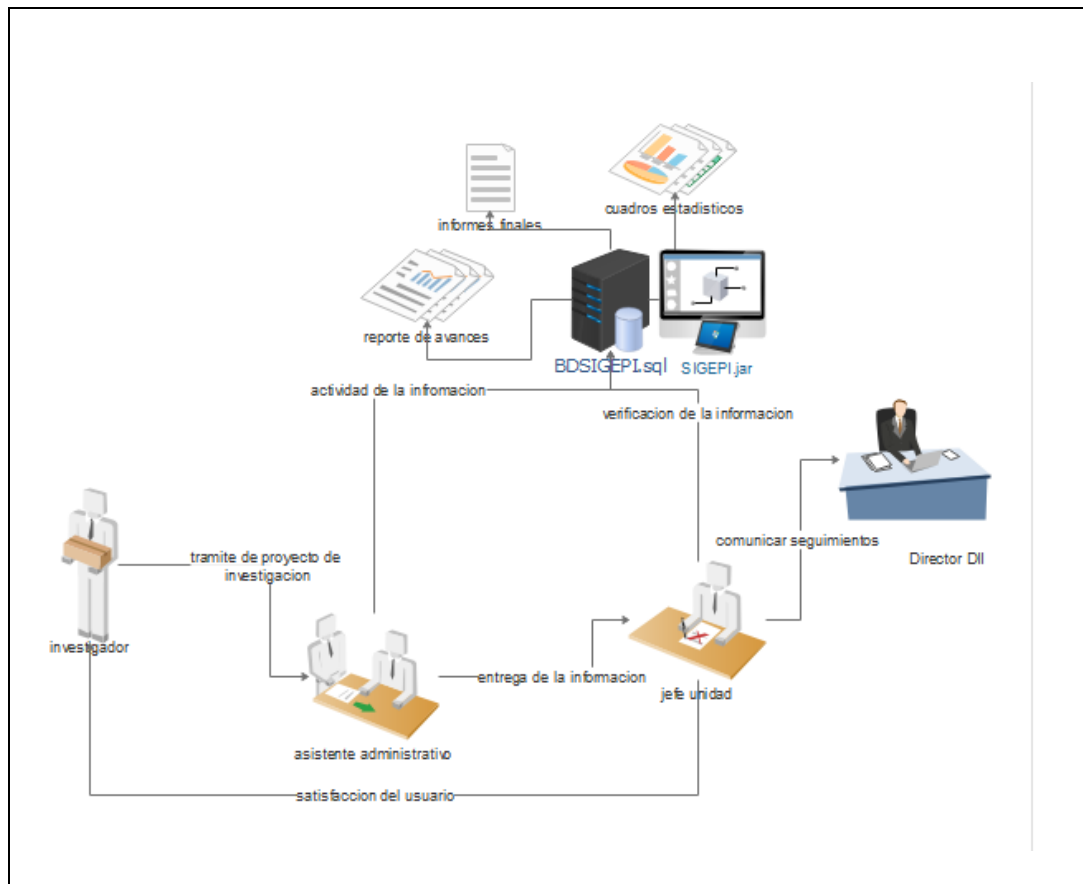 cuadros estadisticos
informes finales
reporte de avances
BDSIGEPI.sql
SIGEPI.jar
actividad de la infromacion
verificacion de la informacion
comunicar seguimientos
Director DII
tramite de proyecto de
investigacion
investigador
entrega de la informacion
jefe unidad
asistente administrativo
satisfaccion del usuario